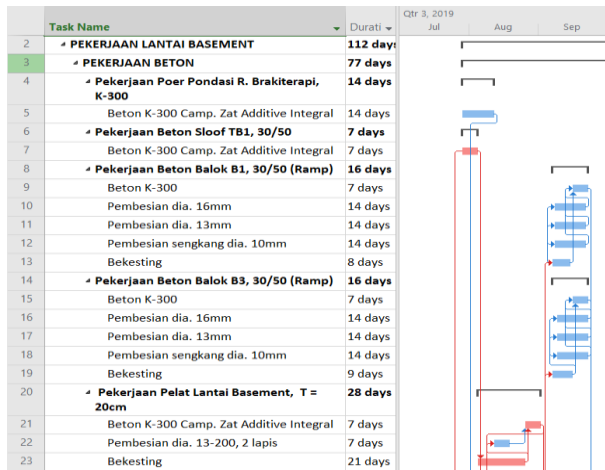 Qtr 3, 2019
Task Name Durati Jul Aug Sep
2 PEKERJAAN LANTAI BASEMENT 112 days
3 PEKERJAAN BETON 77 days
4 Pekerjaan Poer Pondasi R. Brakiterapi, 14 days
K-300
5 Beton K-300 Camp. Zat Additive Integral 14 days
6 Pekerjaan Beton Sloof TB1, 30/50 7 days
7 Beton K-300 Camp. Zat Additive Integral 7 days
8 Pekerjaan Beton Balok B1, 30/50 (Ramp) 16 days
9 Beton K-300 7 days
10 Pembesian dia. 16mm 14 days
11 Pembesian dia. 13mm 14 days
12 Pembesian sengkang dia. 10mm 14 days
13 Bekesting 8 days
14 Pekerjaan Beton Balok B3, 30/50 (Ramp) 16 days
15 Beton K-300 7 days
16 Pembesian dia. 16mm 14 days
17 Pembesian dia. 13mm 14 days
18 Pembesian sengkang dia. 10mm 14 days
19 Bekesting 9 days
20 Pekerjaan Pelat Lantai Basement, T = 28 days
20cm
21 Beton K-300 Camp. Zat Additive Integral 7 days
22 Pembesian dia. 13-200, 2 lapis 7 days
23 Bekesting 21 days